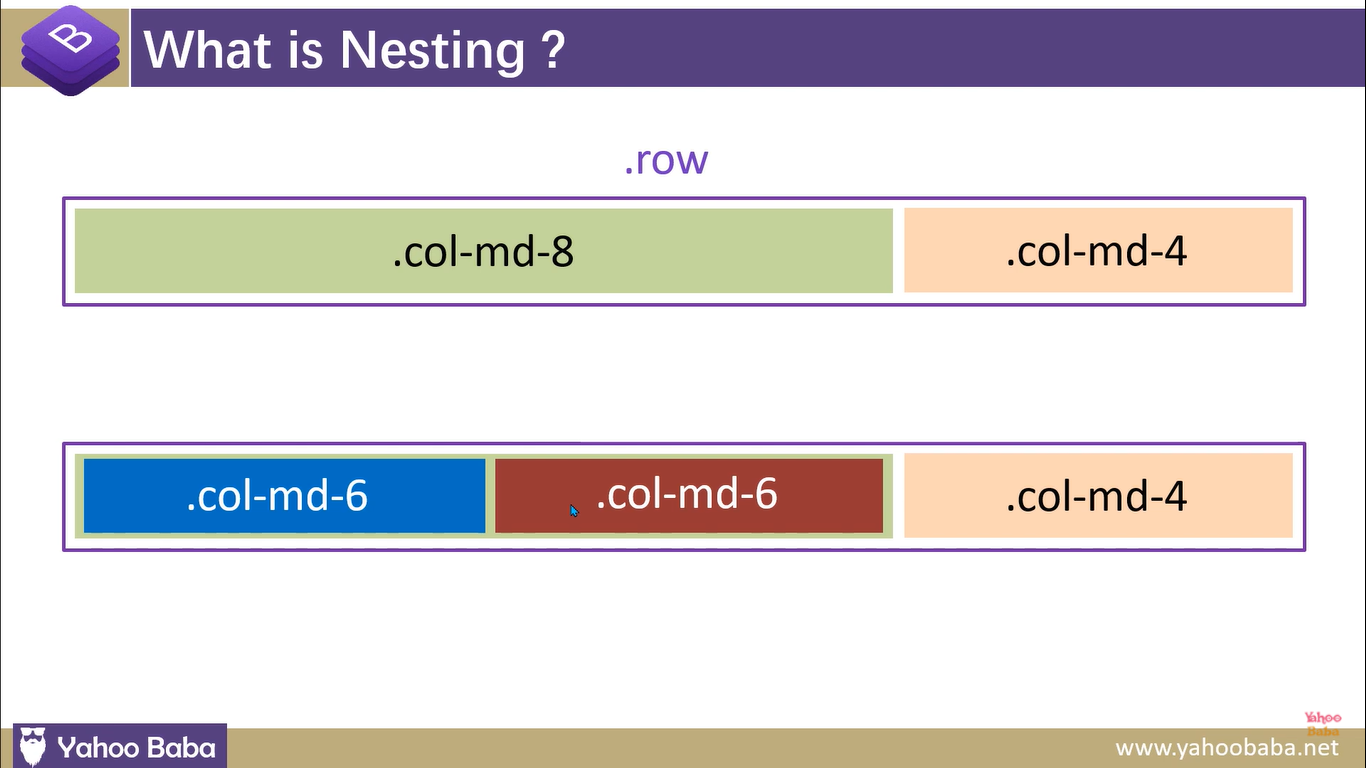 B
What is Nesting ?
.row
.col-md-8
.col-md-4
.col-md-6
.col-md-6
.col-md-4
Yahoo Baba
Yahoo
Baba
www.yahoobaba.net